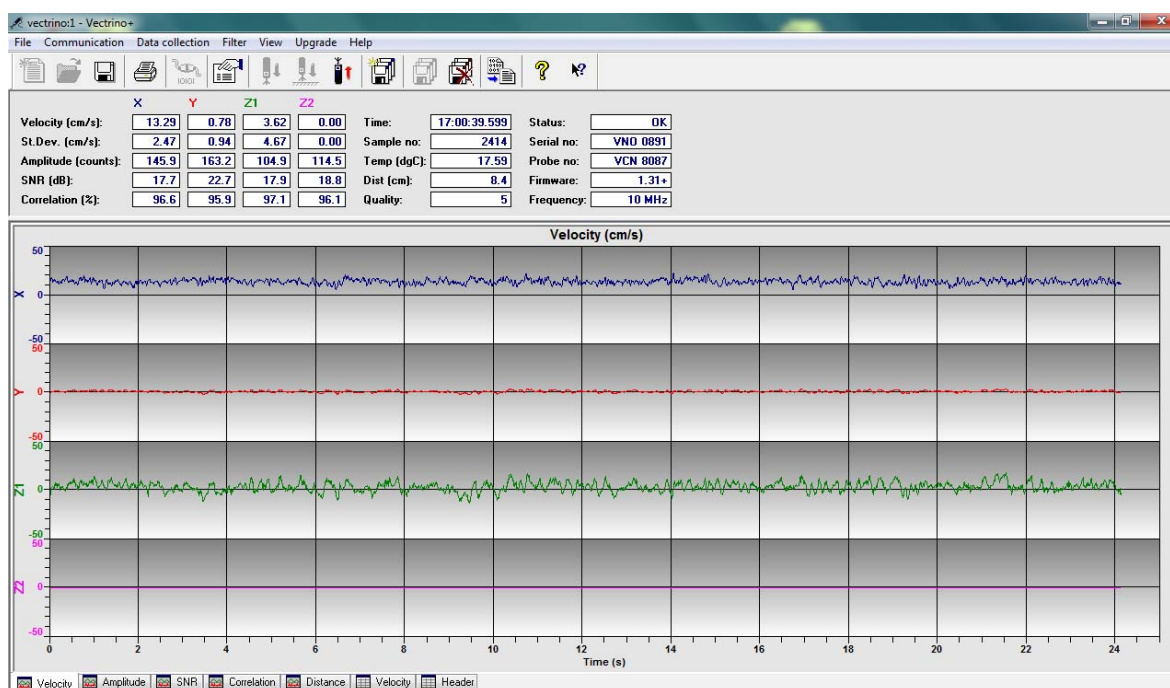 vectrino:1 - Vectrino+
File Communication Data collection Filter View Upgrade Help
X Y Z1 Z2
Velocity (cm/s): 13.29 0.78 3.62 0.00 Time: 17:00:39.599 Status: OK
St.Dev. (cm/s): 2.47 0.94 4.67 0.00 Sample no: 2414 Serial no: VNO 0891
Amplitude (counts): 145.9 163.2 104.9 114.5 Temp (dgC): 17.59 Probe no: VCN 8087
SNR (dB): 17.7 22.7 17.9 18.8 Dist (cm): 8.4 Firmware: 1.31+
Correlation (%): 96.6 95.9 97.1 96.1 Quality: 5 Frequency: 10 MHz
Velocity (cm/s)
50
X 0
-50
50
Y 0
-50
50
Z1 0
-50
50
Z2 0
-50
0 2 4 6 8 10 12 14 16 18 20 22 24
Time (s)
Velocity Amplitude SNR Correlation Distance Velocity Header